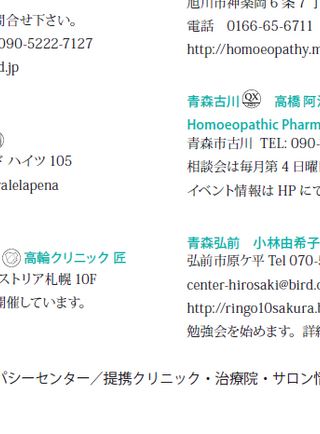 問合せ下さい。
090-5222-7127
d.jp
ド ハイツ 105
valelapena
高輪クリニック 匠
ストリア札幌 10F
開催しています。
旭川市神楽岡 6 条 7 丁
電話　0166-65-6711
http://homoeopathy.m
青森古川 QX 高橋 阿
Homoeopathic Pharm
青森市古川 TEL: 090-
相談会は毎月第 4 日曜
イベント情報は HP にて
青森弘前　小林由希子
弘前市原ケ平 Tel 070-5
center-hirosaki@bird.o
http://ringo10sakura.b
勉強会を始めます。詳細
パシーセンター／提携クリニック・治療院・サロン情